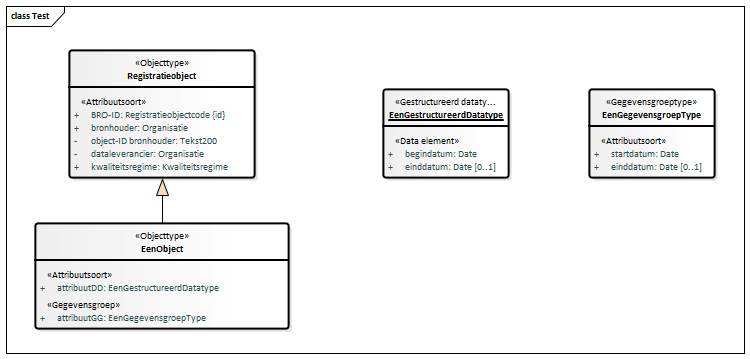 class Test
«Objecttype»
Registratieobject
«Attribuutsoort»
+ BRO-ID: Registratieobjectcode {id}
+ bronhouder: Organisatie
- object-ID bronhouder: Tekst200
- dataleverancier: Organisatie
+ kwaliteitsregime: Kwaliteitsregime
«Gestructureerd dataty...
EenGestructureerdDatatype
«Data element»
+ begindatum: Date
+ einddatum: Date [0..1]
«Gegevensgroeptype»
EenGegevensgroepType
«Attribuutsoort»
+ startdatum: Date
+ einddatum: Date [0..1]
«Objecttype»
EenObject
«Attribuutsoort»
+ attribuutDD: EenGestructureerdDatatype
«Gegevensgroep»
+ attribuutGG: EenGegevensgroepType